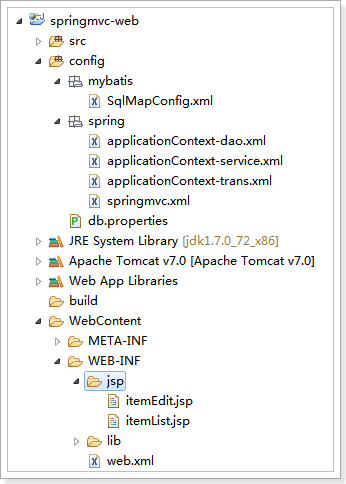 springmvc-web
src
config
mybatis
SqlMapConfig.xml
spring
applicationContext-dao.xml
applicationContext-service.xml
applicationContext-trans.xml
springmvc.xml
db.properties
JRE System Library [jdk1.7.0_72_x86]
Apache Tomcat v7.0 [Apache Tomcat v7.0]
Web App Libraries
build
WebContent
META-INF
WEB-INF
jsp
itemEdit.jsp
itemList.jsp
lib
web.xml